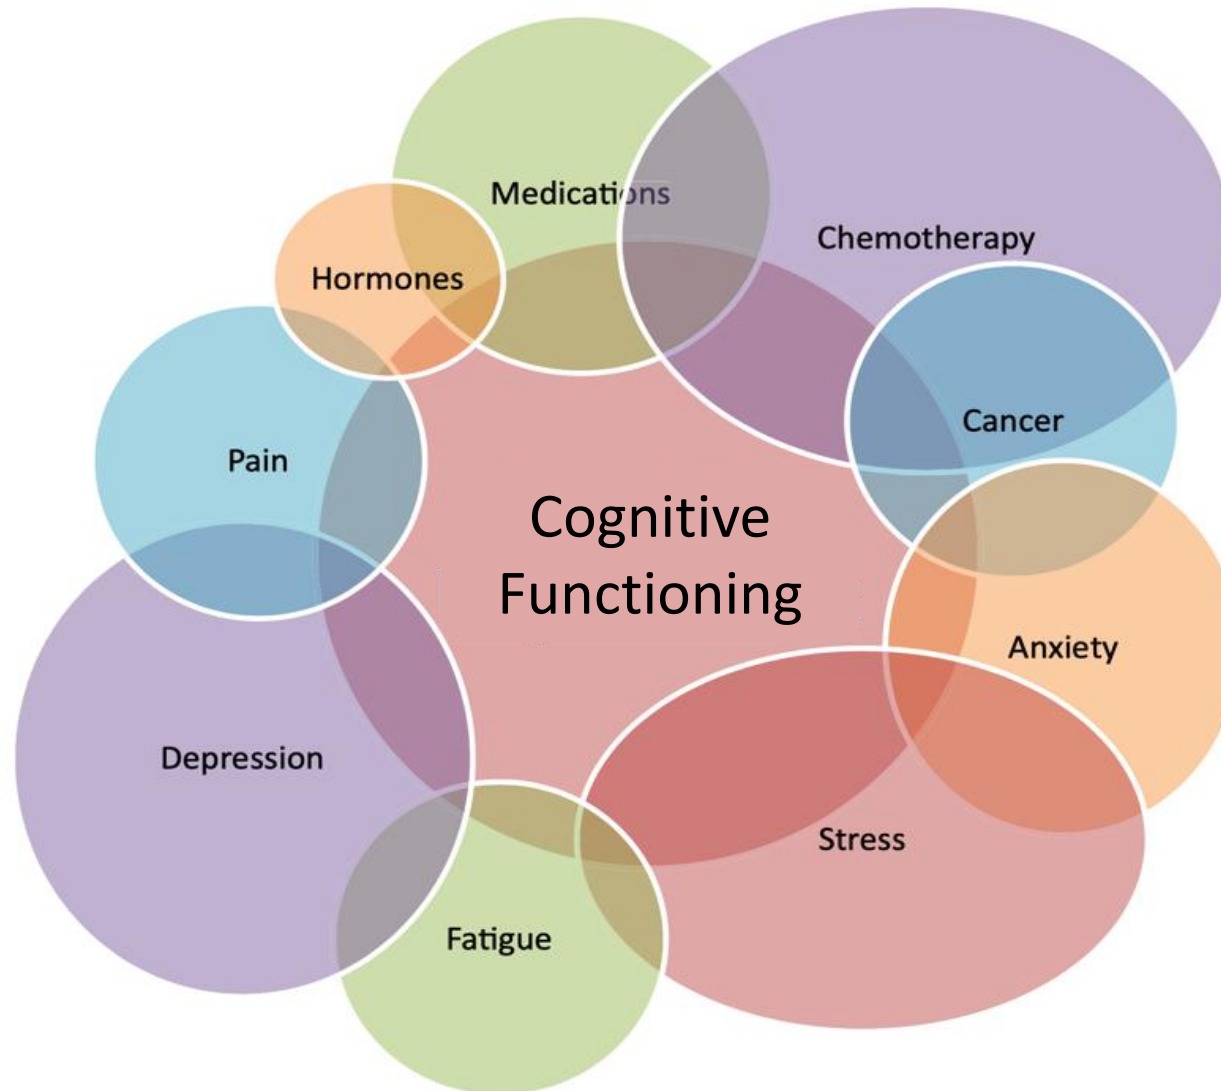 Medications
Chemotherapy
Hormones
Cancer
Pain
Cognitive
Functioning
Anxiety
Depression
Stress
Fatigue